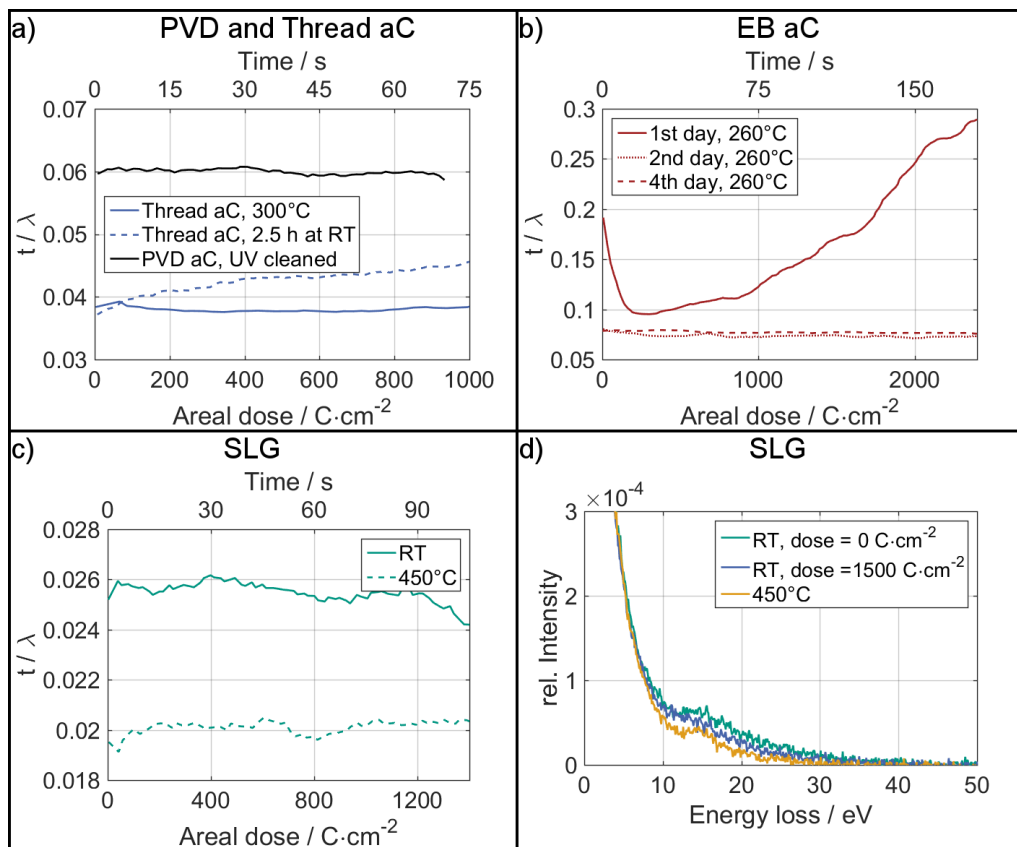 a) PVD and Thread aC
Time / s
0 15 30 45 60 75
0.07
0.06
0.05
0.04
0.03
t / λ
Thread aC, 300°C
Thread aC, 2.5 h at RT
PVD aC, UV cleaned
0 200 400 600 800 1000
Areal dose / C·cm-2
b) EB aC
Time / s
0 75 150
0.3
0.25
0.2
0.15
0.1
0.05
t / λ
1st day, 260°C
2nd day, 260°C
4th day, 260°C
0 1000 2000
Areal dose / C·cm-2
c) SLG
Time / s
0 30 60 90
0.028
0.026
0.024
0.022
0.02
0.018
t / λ
RT
450°C
0 400 800 1200
Areal dose / C·cm-2
d) SLG
×10-4
3
2
1
0
rel. Intensity
RT, dose = 0 C·cm-2
RT, dose =1500 C·cm-2
450°C
0 10 20 30 40 50
Energy loss / eV